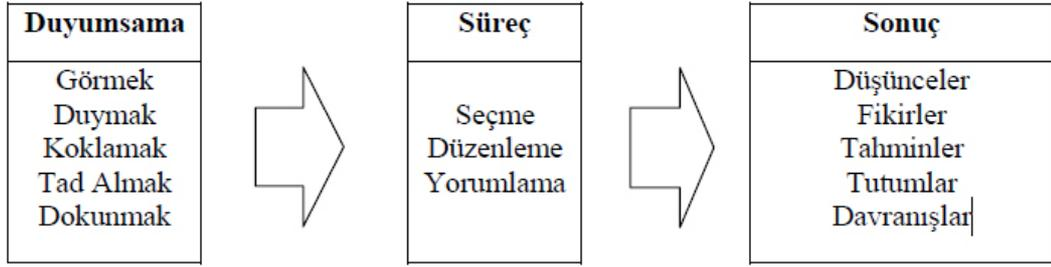 Duyumsama
Görmek
Duymak
Koklamak
Tad Almak
Dokunmak
Süreç
Seçme
Düzenleme
Yorumlama
Sonuç
Düşünceler
Fikirler
Tahminler
Tutumlar
Davranışlar